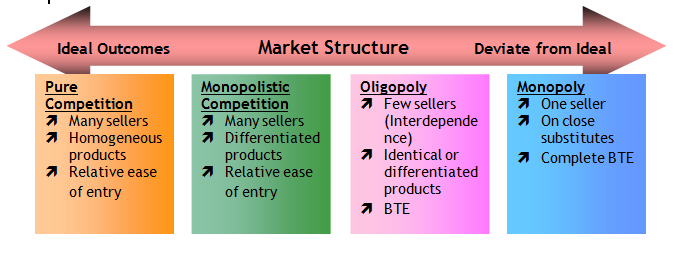 Ideal Outcomes Market Structure Deviate from Ideal
Pure
Competition
Many sellers
Homogeneous
products
Relative ease
of entry
Monopolistic
Competition
Many sellers
Differentiated
products
Relative ease
of entry
Oligopoly
Few sellers
(Interdepende
nce)
Identical or
differentiated
products
BTE
Monopoly
One seller
On close
substitutes
Complete BTE